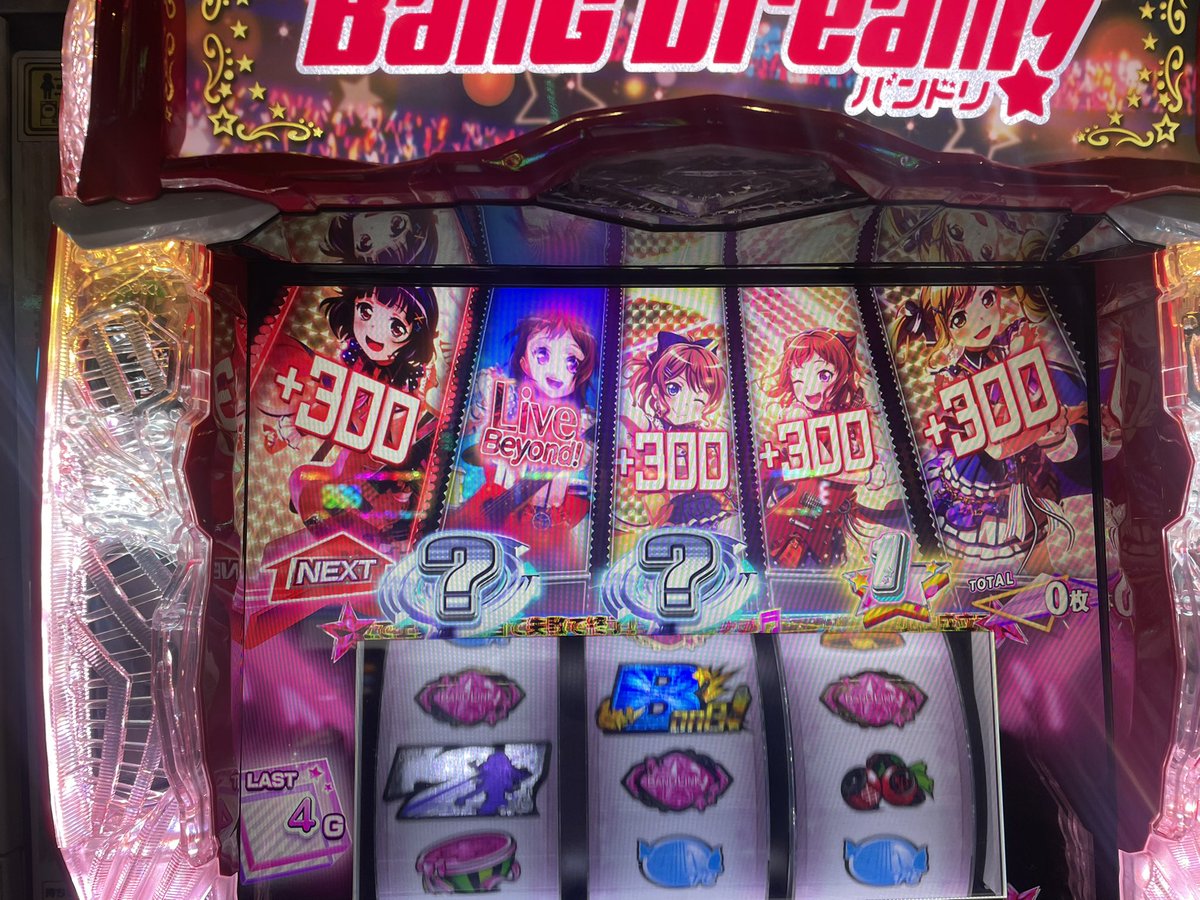 BanG Dream!
バンドリ
+300
Live
Beyond!
+300
+300
+300
NEXT
?
?
1
TOTAL
0枚
LAST
4G